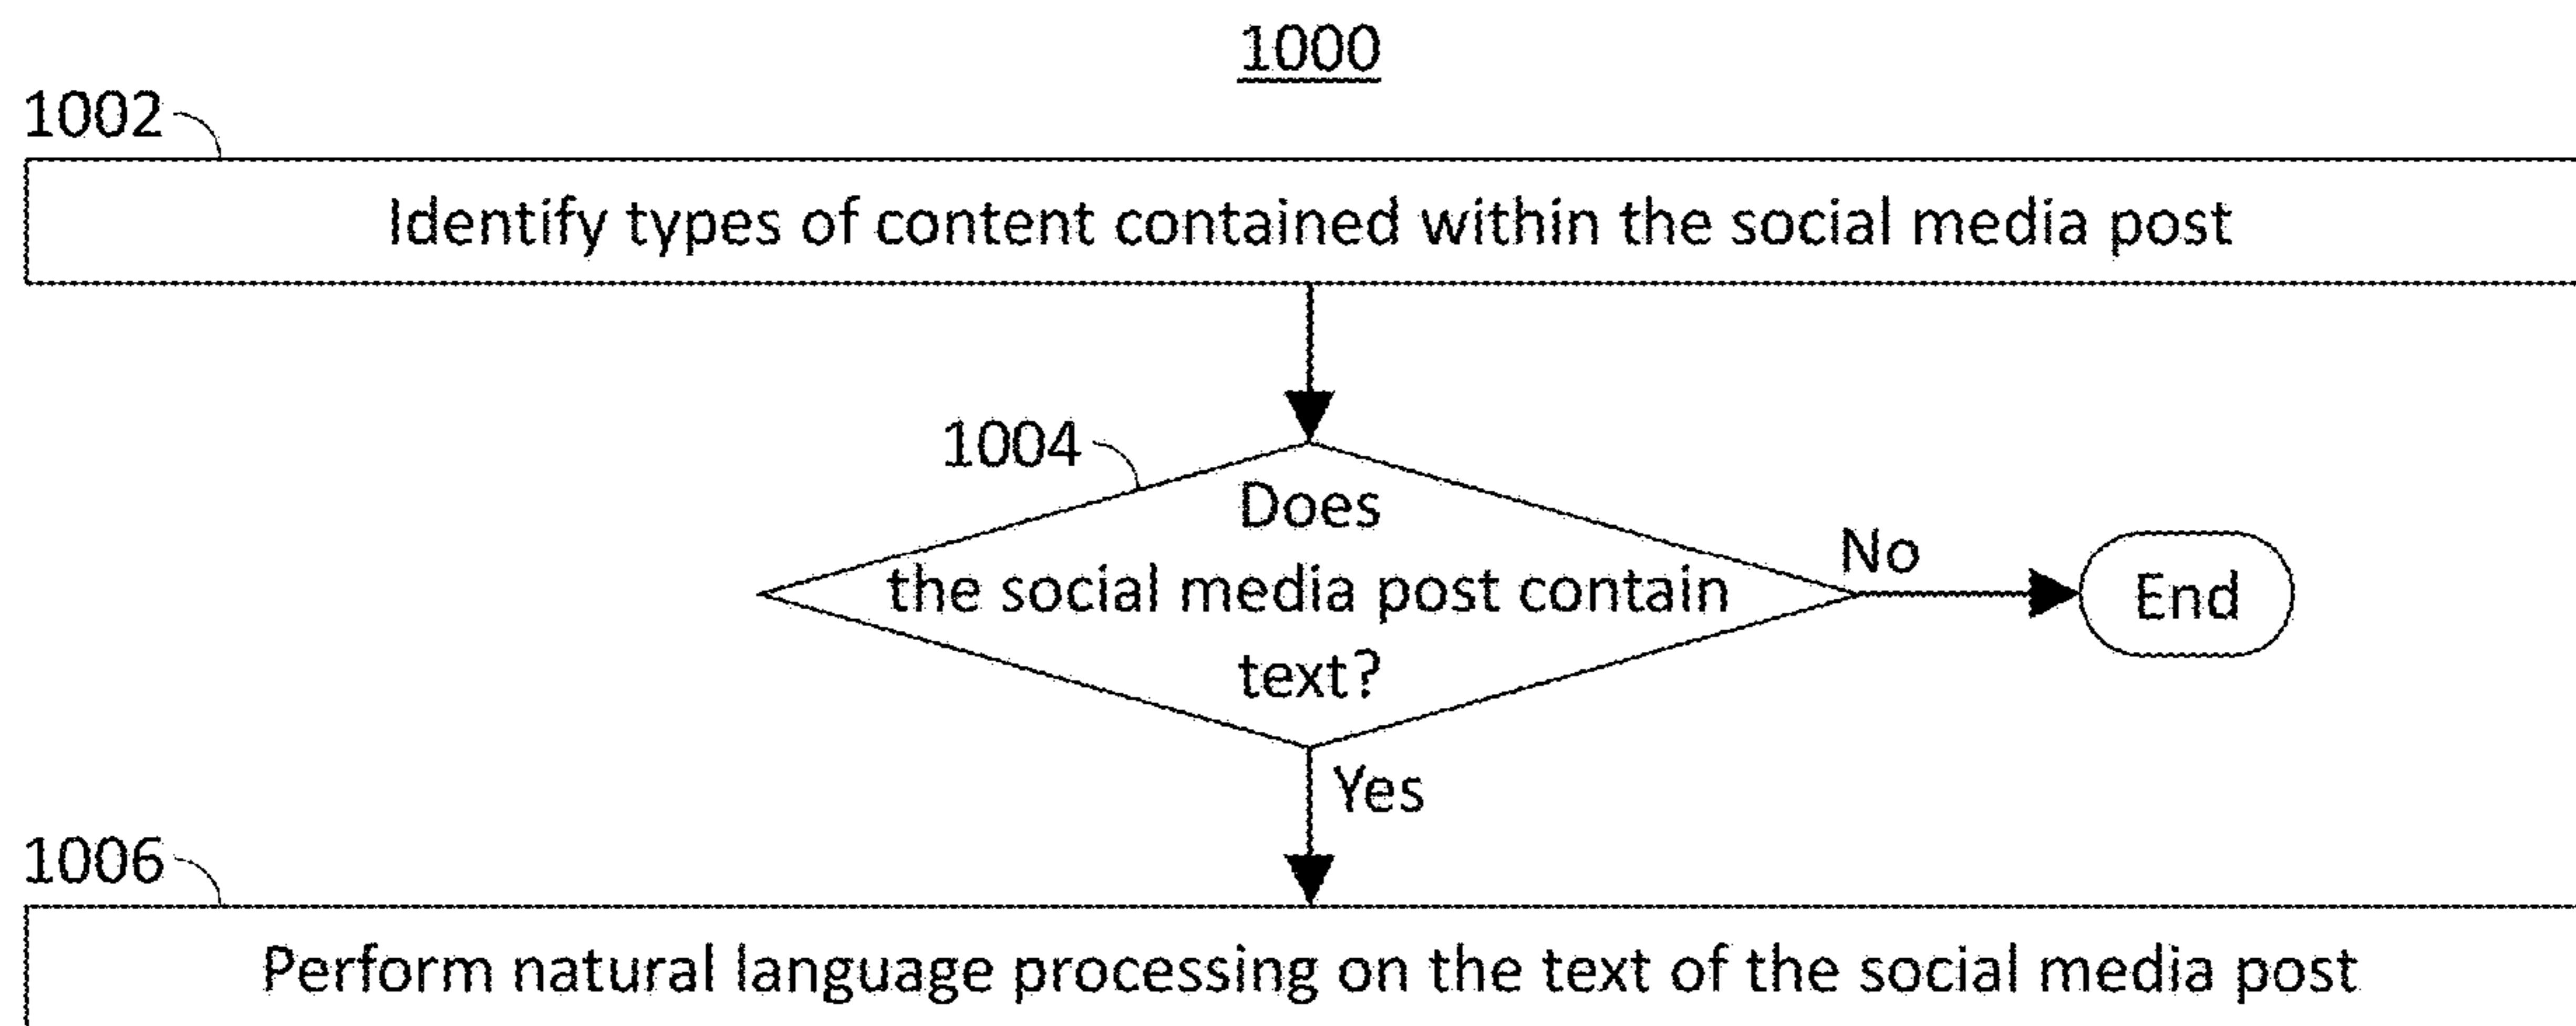 1000
1002
Identify types of content contained within the social media post
1004
Does
the social media post contain
text?
No
End
Yes
1006
Perform natural language processing on the text of the social media post